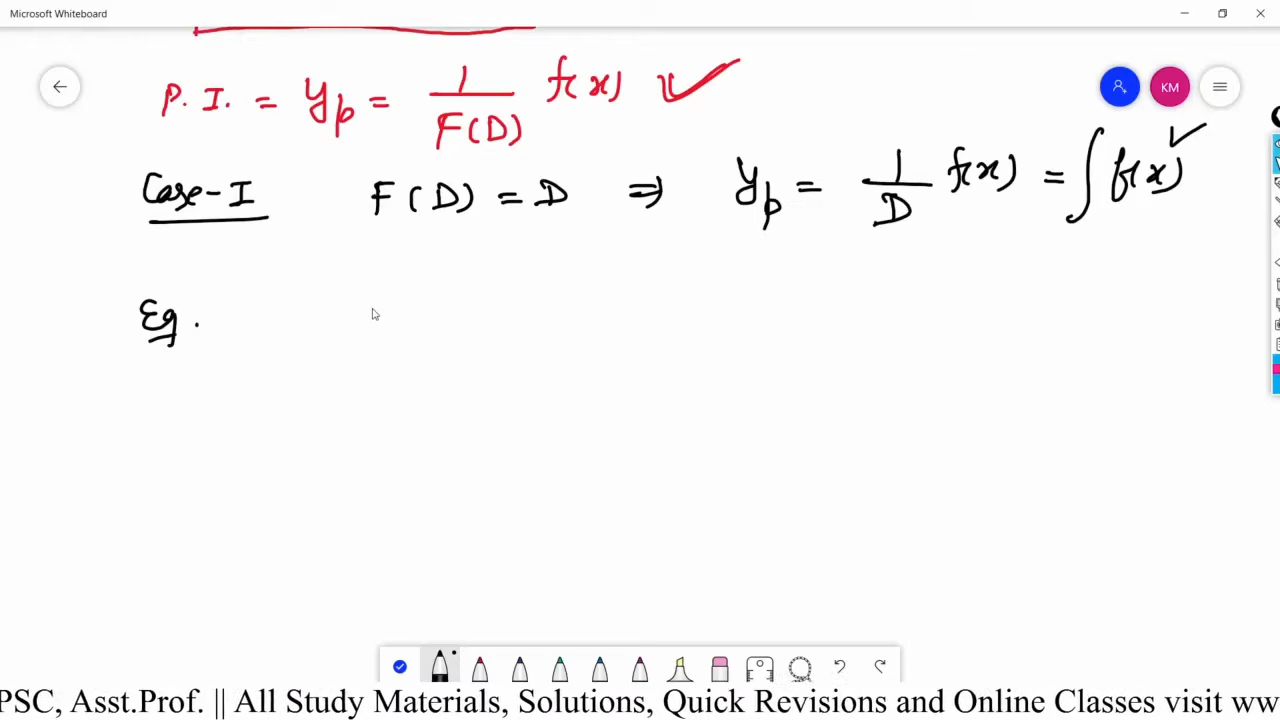 Microsoft Whiteboard
P. I. = yp = 1/F(D) f(x) ✓
KM
Case-I F(D) = D ⇒ yp = 1/D f(x) = ∫f(x) ✓
Eg.
PSC, Asst.Prof. || All Study Materials, Solutions, Quick Revisions and Online Classes visit ww